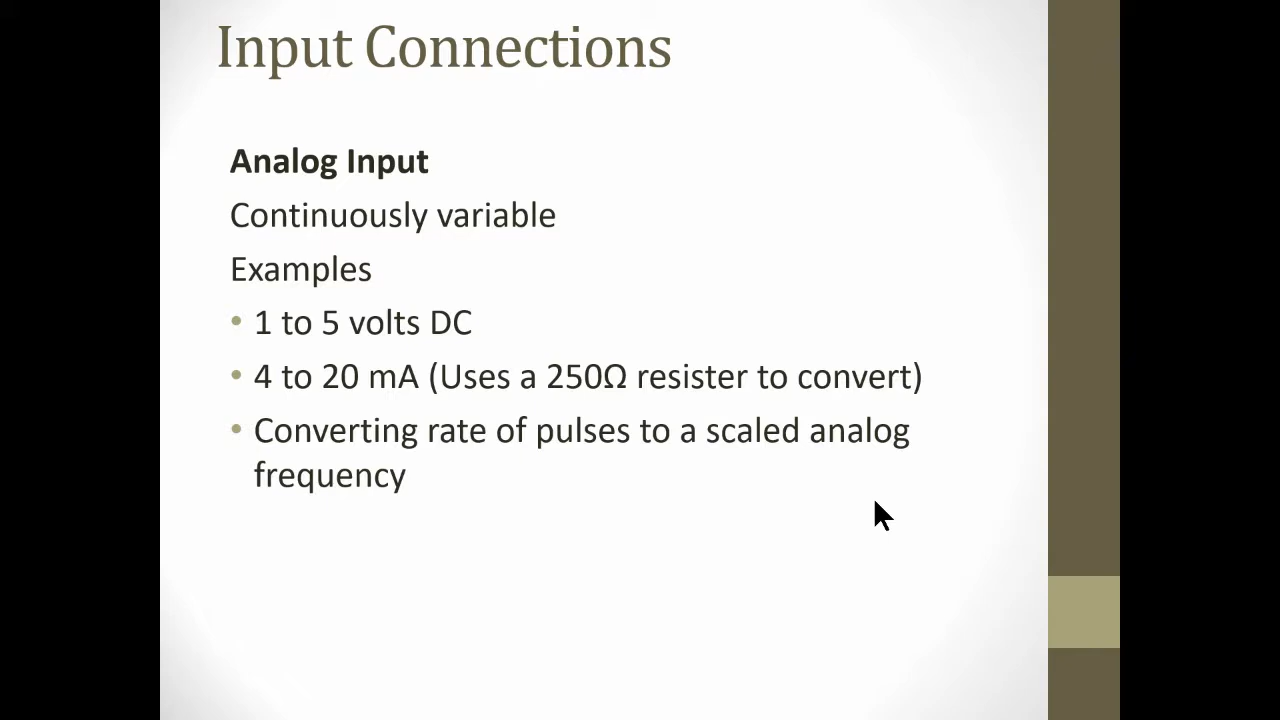 Input Connections
Analog Input
Continuously variable
Examples
• 1 to 5 volts DC
• 4 to 20 mA (Uses a 250Ω resister to convert)
• Converting rate of pulses to a scaled analog
frequency